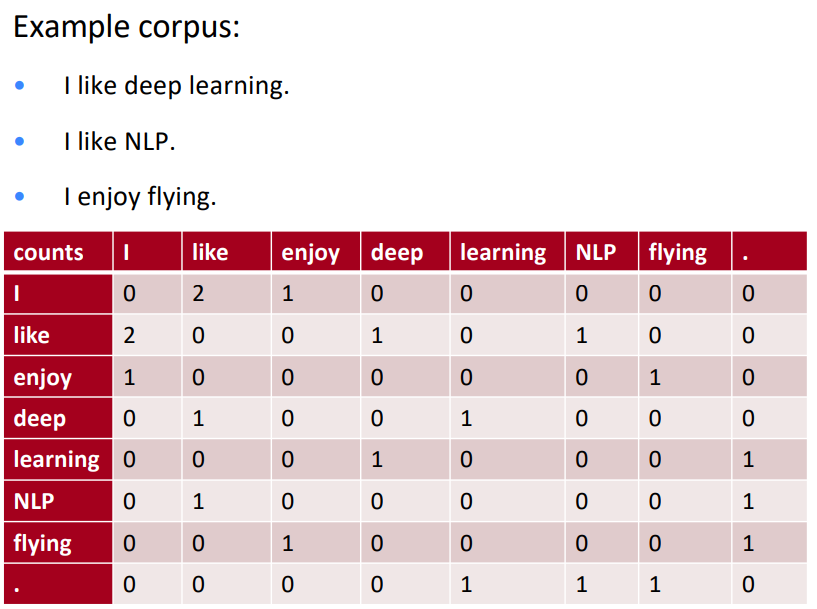 Example corpus:
• I like deep learning.
• I like NLP.
• I enjoy flying.
counts I like enjoy deep learning NLP flying .
I 0 2 1 0 0 0 0 0
like 2 0 0 1 0 1 0 0
enjoy 1 0 0 0 0 0 1 0
deep 0 1 0 0 1 0 0 0
learning 0 0 0 1 0 0 0 1
NLP 0 1 0 0 0 0 0 1
flying 0 0 1 0 0 0 0 1
. 0 0 0 0 1 1 1 0